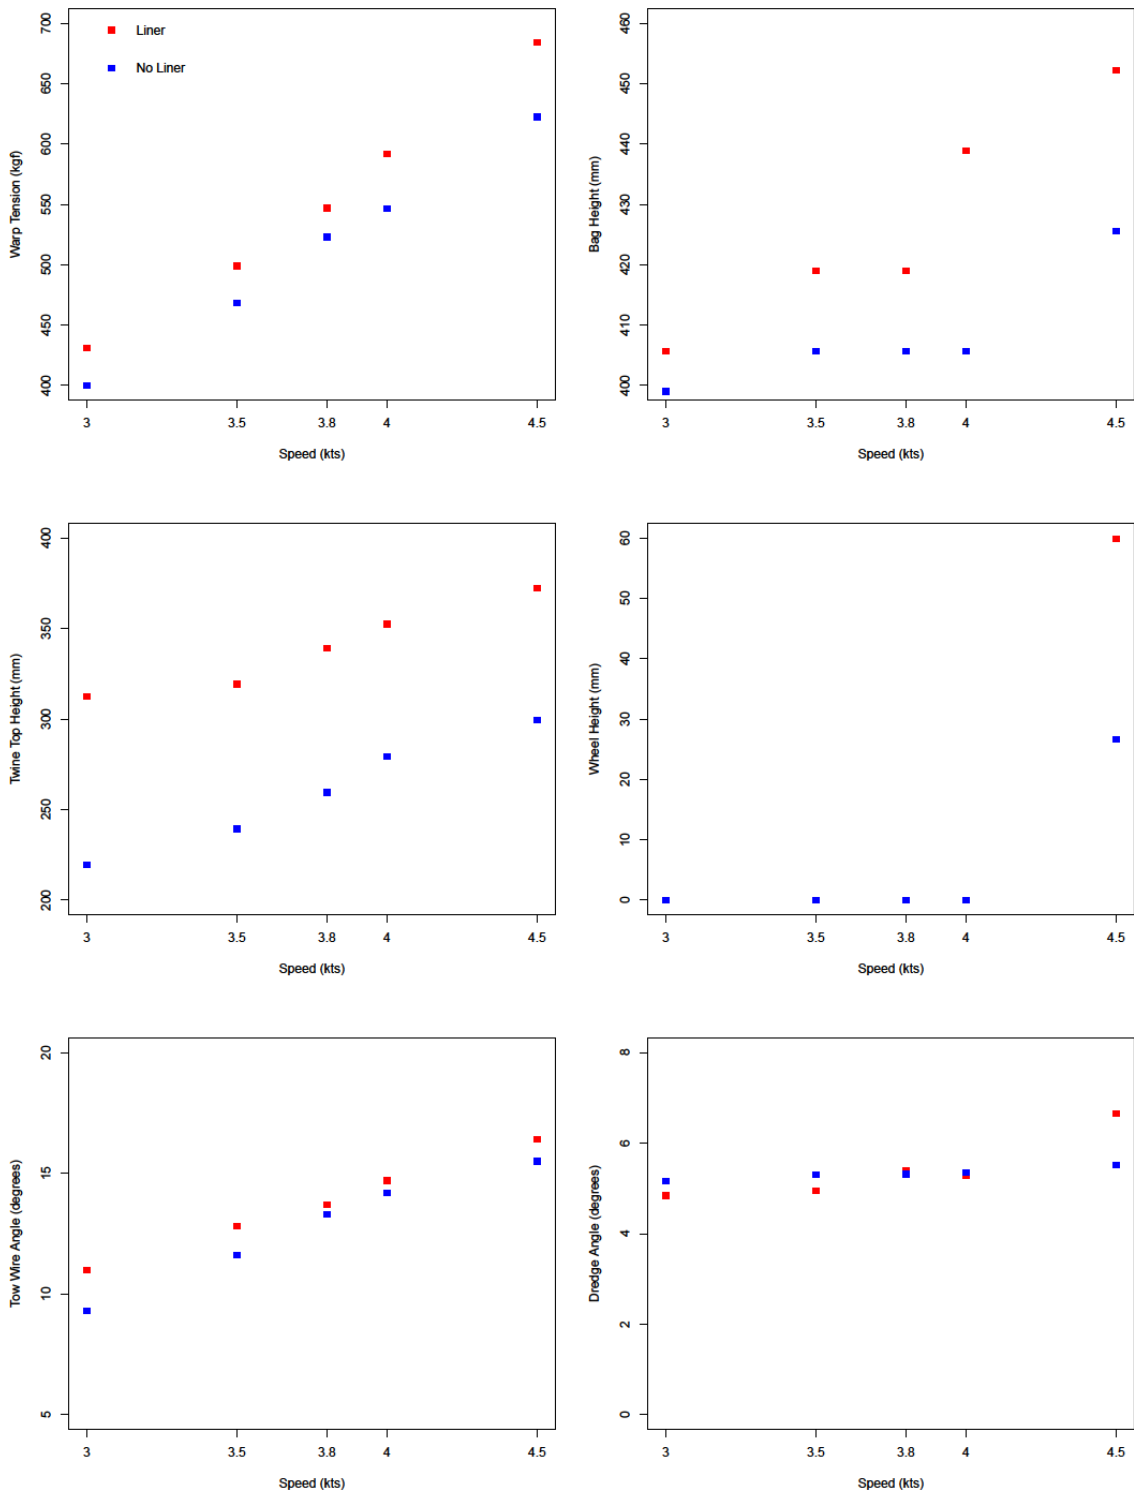 Liner
No Liner
Warp Tension (kgf)
700
650
600
550
500
450
400
3 3.5 3.8 4 4.5
Speed (kts)
Bag Height (mm)
460
450
440
430
420
410
400
3 3.5 3.8 4 4.5
Speed (kts)
Twine Top Height (mm)
400
350
300
250
200
3 3.5 3.8 4 4.5
Speed (kts)
Wheel Height (mm)
60
50
40
30
20
10
0
3 3.5 3.8 4 4.5
Speed (kts)
Tow Wire Angle (degrees)
20
15
10
5
3 3.5 3.8 4 4.5
Speed (kts)
Dredge Angle (degrees)
8
6
4
2
0
3 3.5 3.8 4 4.5
Speed (kts)